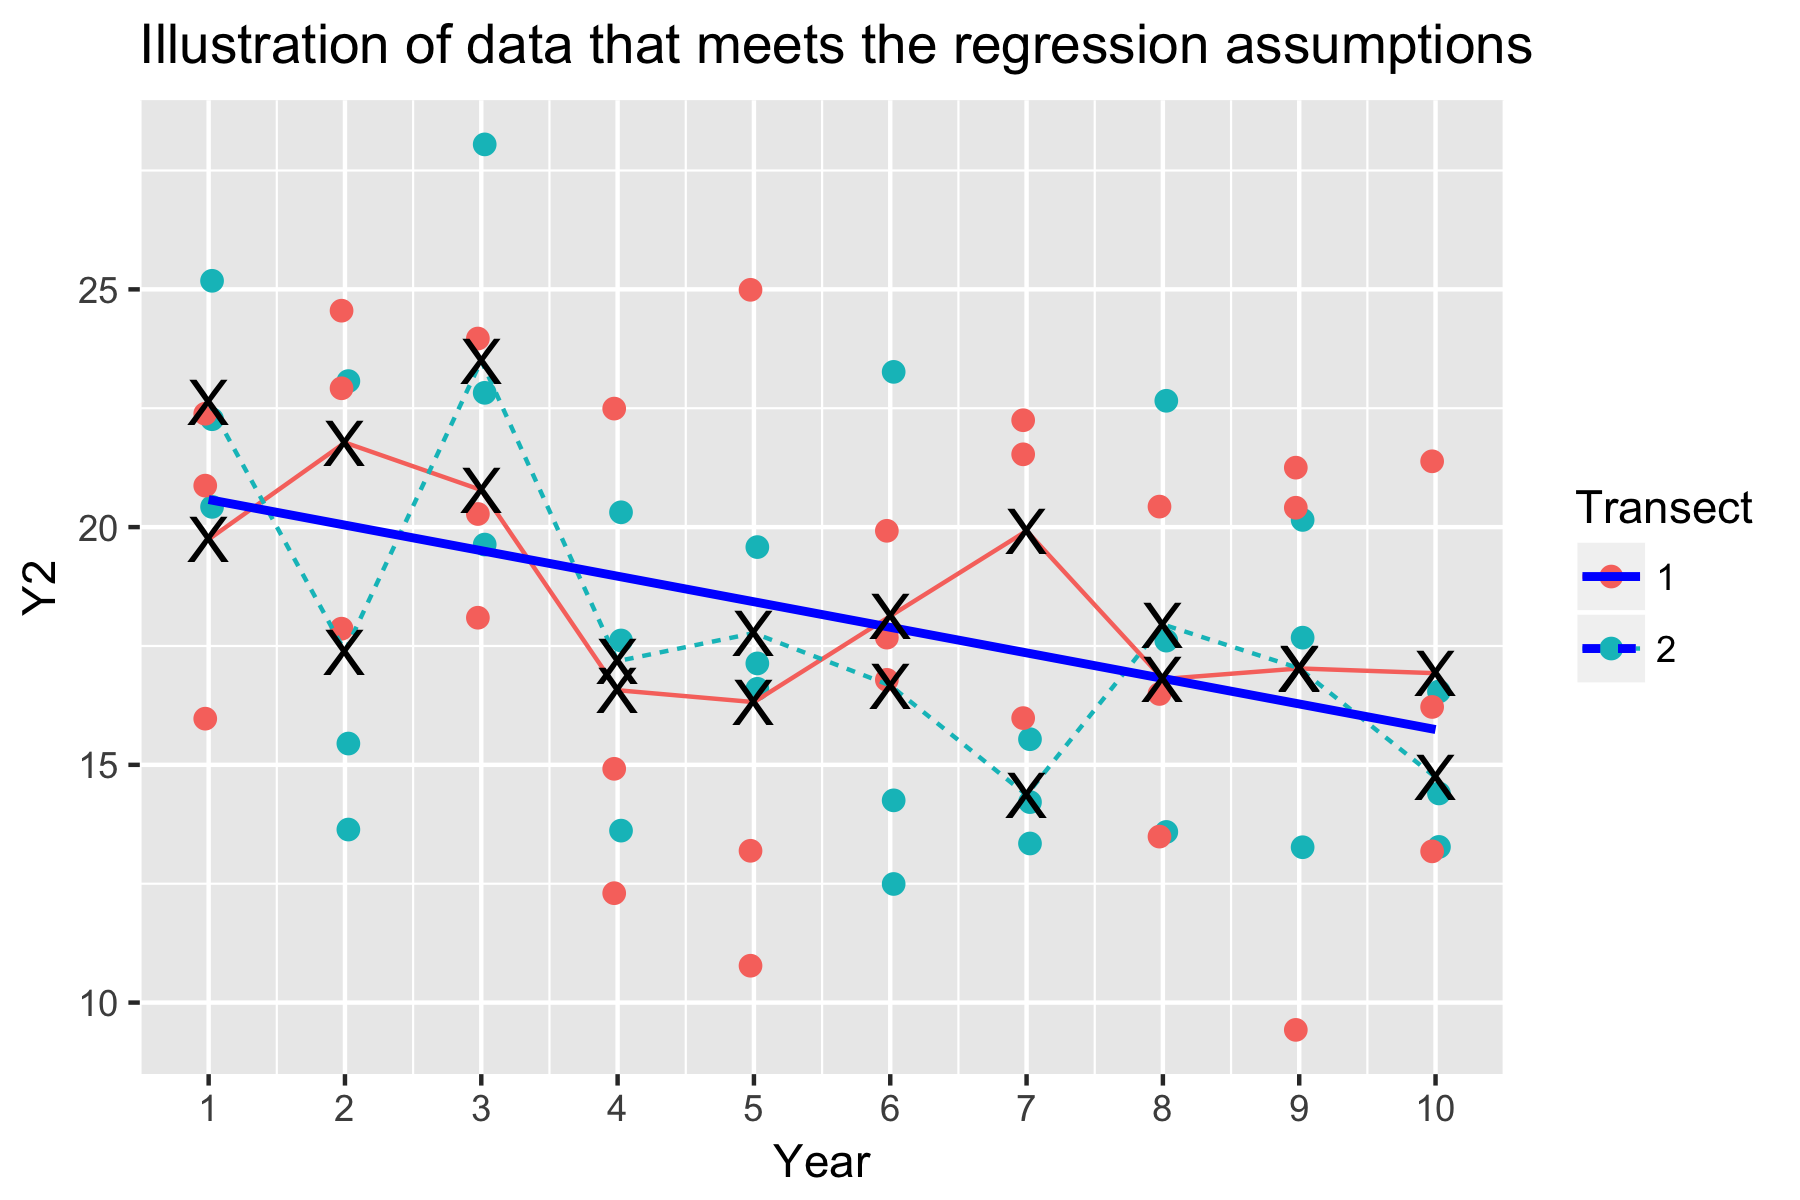 Illustration of data that meets the regression assumptions
Y2
25
20
15
10
1 2 3 4 5 6 7 8 9 10
Year
Transect
1
2